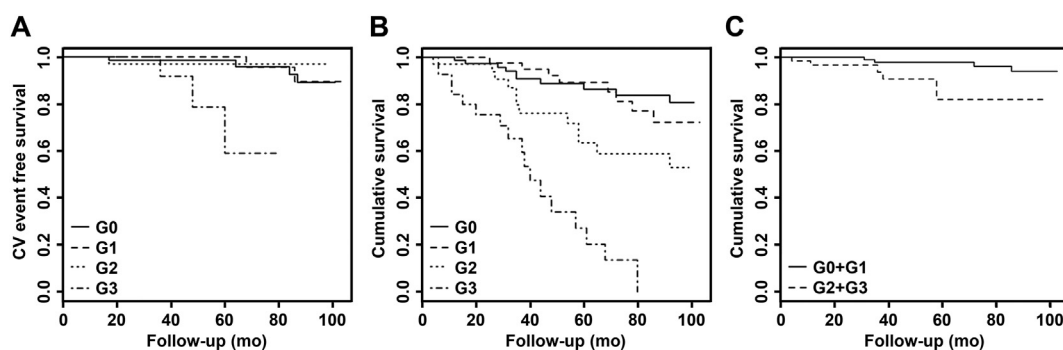 A
CV event free survival
1.0
0.8
0.6
0.4
0.2
0.0
G0
G1
G2
G3
0 20 40 60 80 100
Follow-up (mo)
B
Cumulative survival
1.0
0.8
0.6
0.4
0.2
0.0
G0
G1
G2
G3
0 20 40 60 80 100
Follow-up (mo)
C
Cumulative survival
1.0
0.8
0.6
0.4
0.2
0.0
G0+G1
G2+G3
0 20 40 60 80 100
Follow-up (mo)